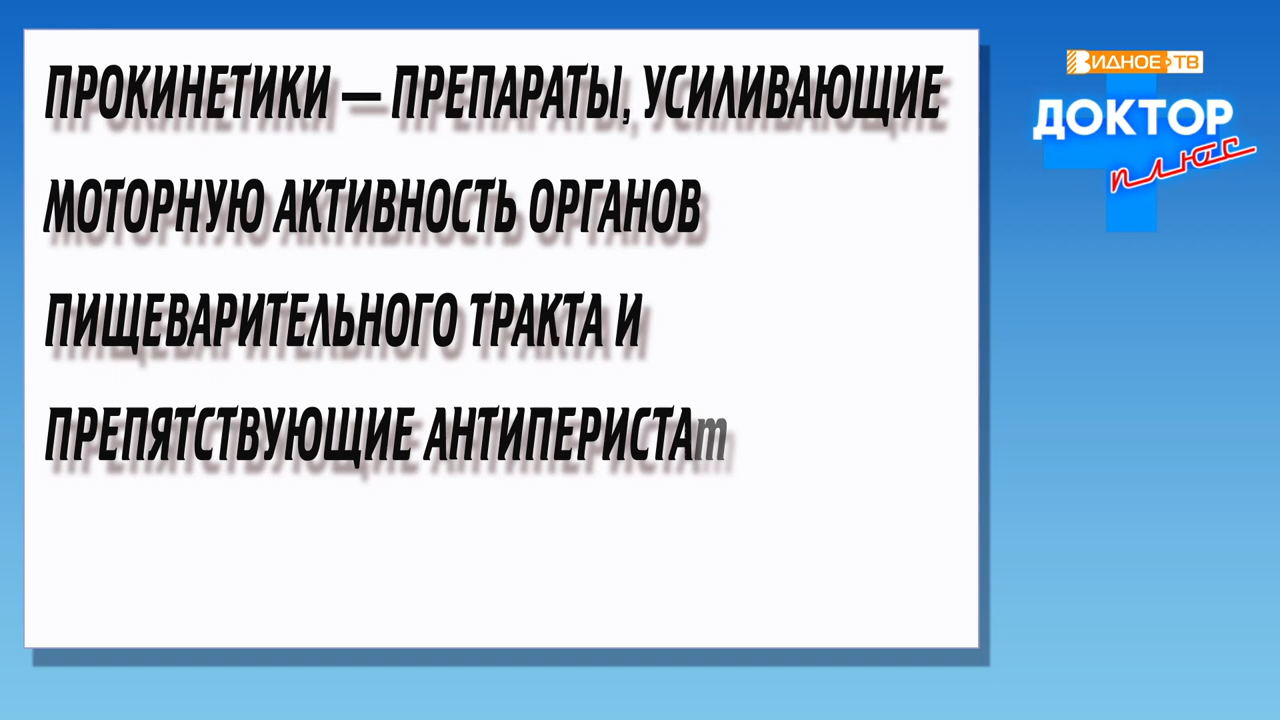 ПРОКИНЕТИКИ — ПРЕПАРАТЫ, УСИЛИВАЮЩИЕ
МОТОРНУЮ АКТИВНОСТЬ ОРГАНОВ
ПИЩЕВАРИТЕЛЬНОГО ТРАКТА И
ПРЕПЯТСТВУЮЩИЕ АНТИПЕРИСТАт
ВИДНОЕ ТВ
ДОКТОР
плюс